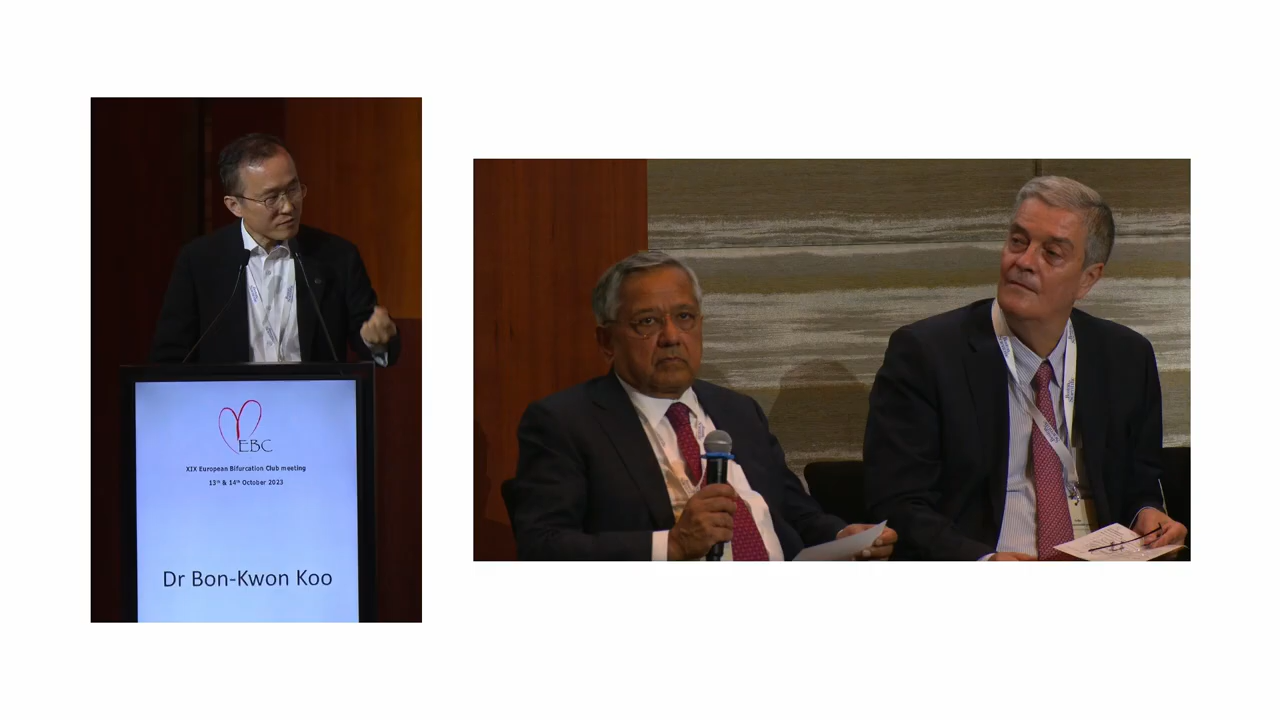 EBC
XIX European Bifurcation Club meeting
13th & 14th October 2023
Dr Bon-Kwon Koo